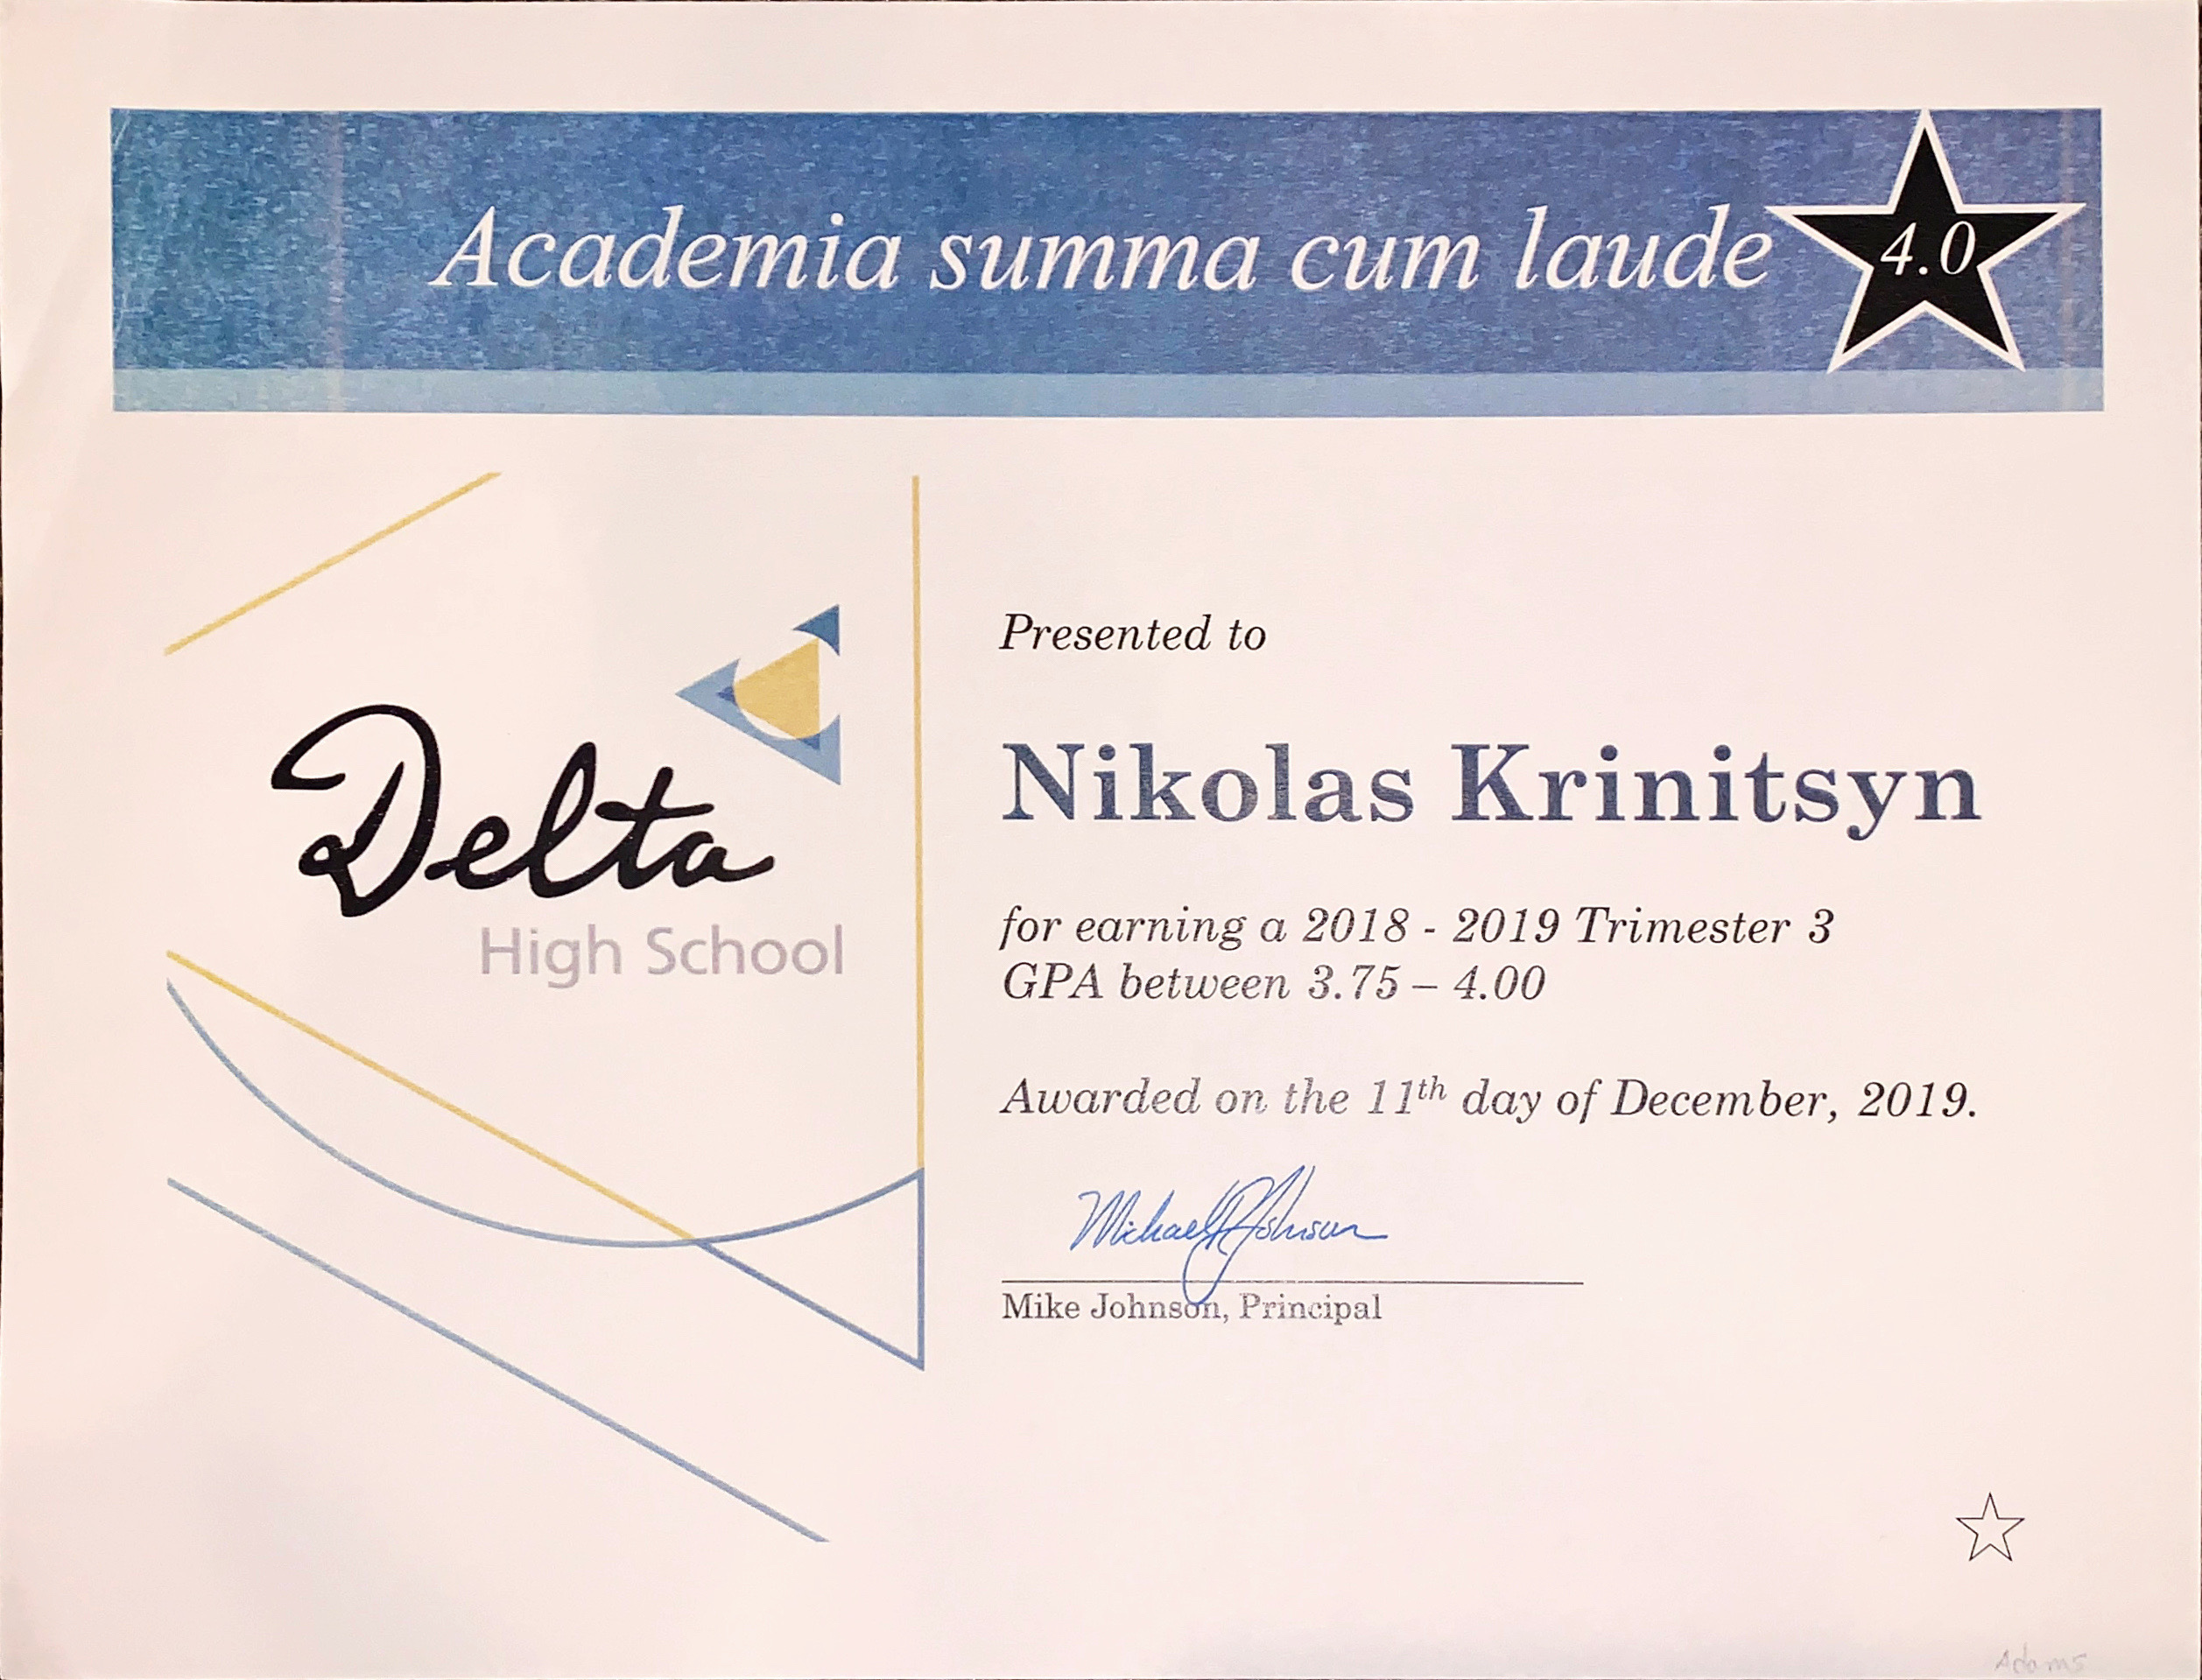 Academia summa cum laude
4.0
Delta
High School
Presented to
Nikolas Krinitsyn
for earning a 2018 - 2019 Trimester 3
GPA between 3.75 – 4.00
Awarded on the 11th day of December, 2019.
Michael R Johnson
Mike Johnson, Principal
Adams